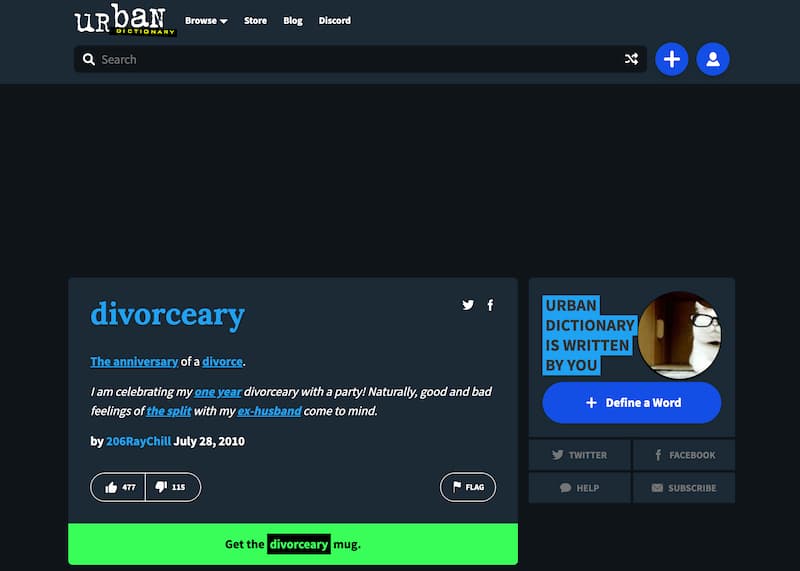 urban
DICTIONARY
Browse
Store
Blog
Discord
Search
divorceary
The anniversary of a divorce.
I am celebrating my one year divorceary with a party! Naturally, good and bad
feelings of the split with my ex-husband come to mind.
by 206RayChill July 28, 2010
477
115
FLAG
Get the divorceary mug.
URBAN
DICTIONARY
IS WRITTEN
BY YOU
Define a Word
TWITTER
FACEBOOK
HELP
SUBSCRIBE